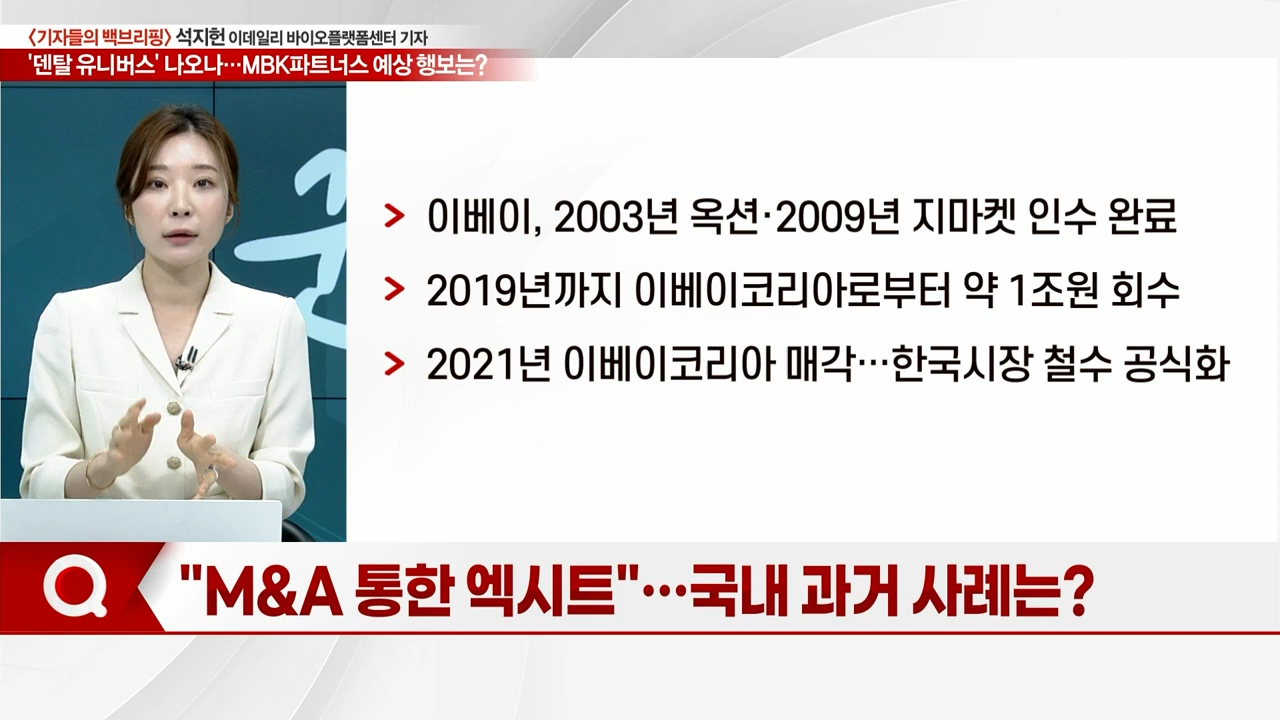 <기자들의 백브리핑> 석지헌 이데일리 바이오플랫폼센터 기자
'덴탈 유니버스' 나오나…MBK파트너스 예상 행보는?
> 이베이, 2003년 옥션·2009년 지마켓 인수 완료
> 2019년까지 이베이코리아로부터 약 1조원 회수
> 2021년 이베이코리아 매각…한국시장 철수 공식화
Q "M&A 통한 엑시트"…국내 과거 사례는?